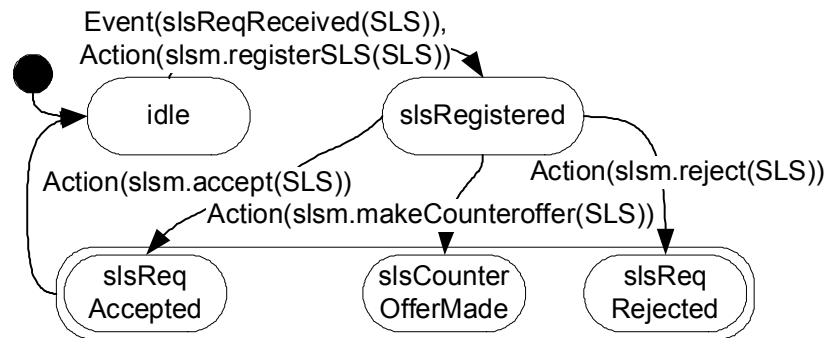 Event(slsReqReceived(SLS)),
Action(slsm.registerSLS(SLS))
idle
slsRegistered
Action(slsm.accept(SLS))
Action(slsm.reject(SLS))
Action(slsm.makeCounteroffer(SLS))
slsReq
Accepted
slsCounter
OfferMade
slsReq
Rejected